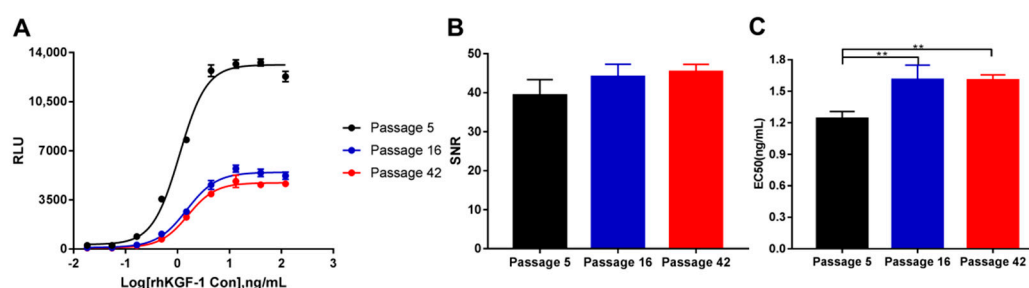 A
14,000
10,500
7000
3500
0
RLU
-2
-1
0
1
2
3
Log[rhKGF-1 Con],ng/mL
Passage 5
Passage 16
Passage 42
B
50
40
30
20
10
0
SNR
Passage 5 Passage 16 Passage 42
C
**
**
1.8
1.5
1.2
0.9
0.6
0.3
0.0
EC50(ng/mL)
Passage 5 Passage 16 Passage 42